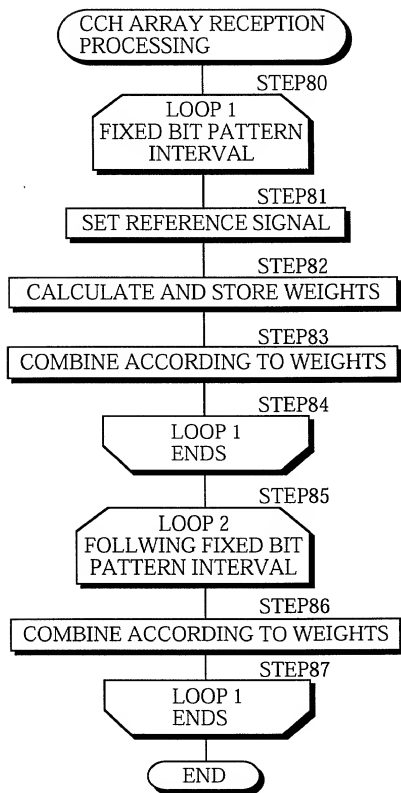 CCH ARRAY RECEPTION
PROCESSING
STEP80
LOOP 1
FIXED BIT PATTERN
INTERVAL
STEP81
SET REFERENCE SIGNAL
STEP82
CALCULATE AND STORE WEIGHTS
STEP83
COMBINE ACCORDING TO WEIGHTS
STEP84
LOOP 1
ENDS
STEP85
LOOP 2
FOLLWING FIXED BIT
PATTERN INTERVAL
STEP86
COMBINE ACCORDING TO WEIGHTS
STEP87
LOOP 1
ENDS
END